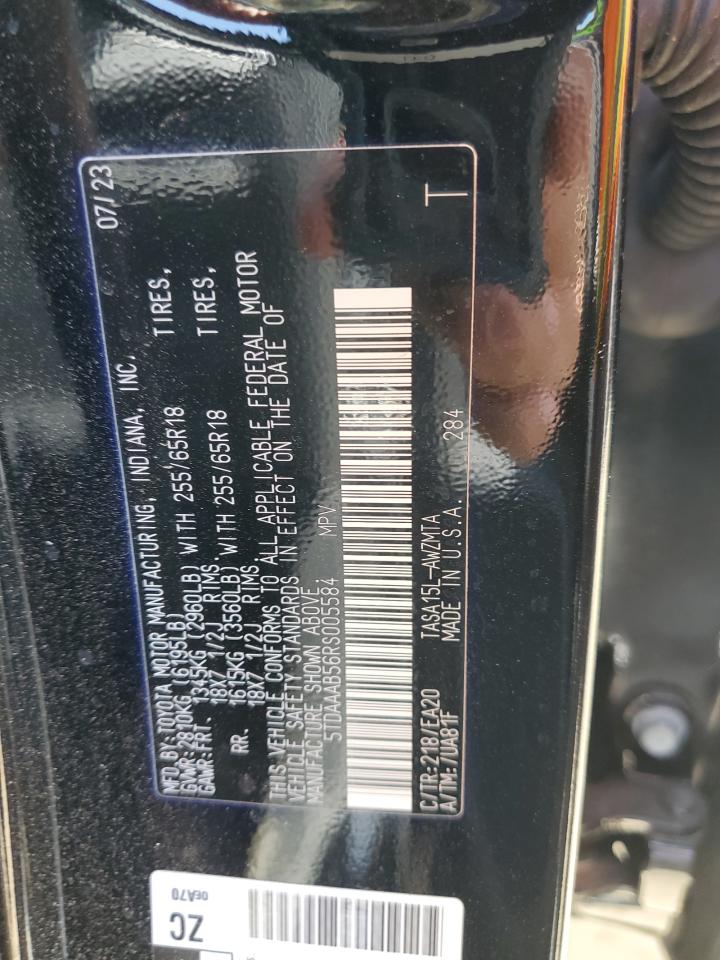 07/23
MFD BY: TOYOTA MOTOR MANUFACTURING, INDIANA, INC.
GVWR: 2810KG (6195LB)
GAWR: FRT. 1345KG (2960LB) WITH 255/65R18 TIRES,
18X7 1/2J RIMS
RR. 1615KG (3560LB) WITH 255/65R18 TIRES,
18X7 1/2J RIMS
THIS VEHICLE CONFORMS TO ALL APPLICABLE FEDERAL MOTOR
VEHICLE SAFETY STANDARDS IN EFFECT ON THE DATE OF
MANUFACTURE SHOWN ABOVE.
5TDAAAB56RS005584 MPV
C/TR: 218/EA20 TASA15L-AWZMTA T
A/TM: /UA81F MADE IN U.S.A. 284
0EA70
ZC